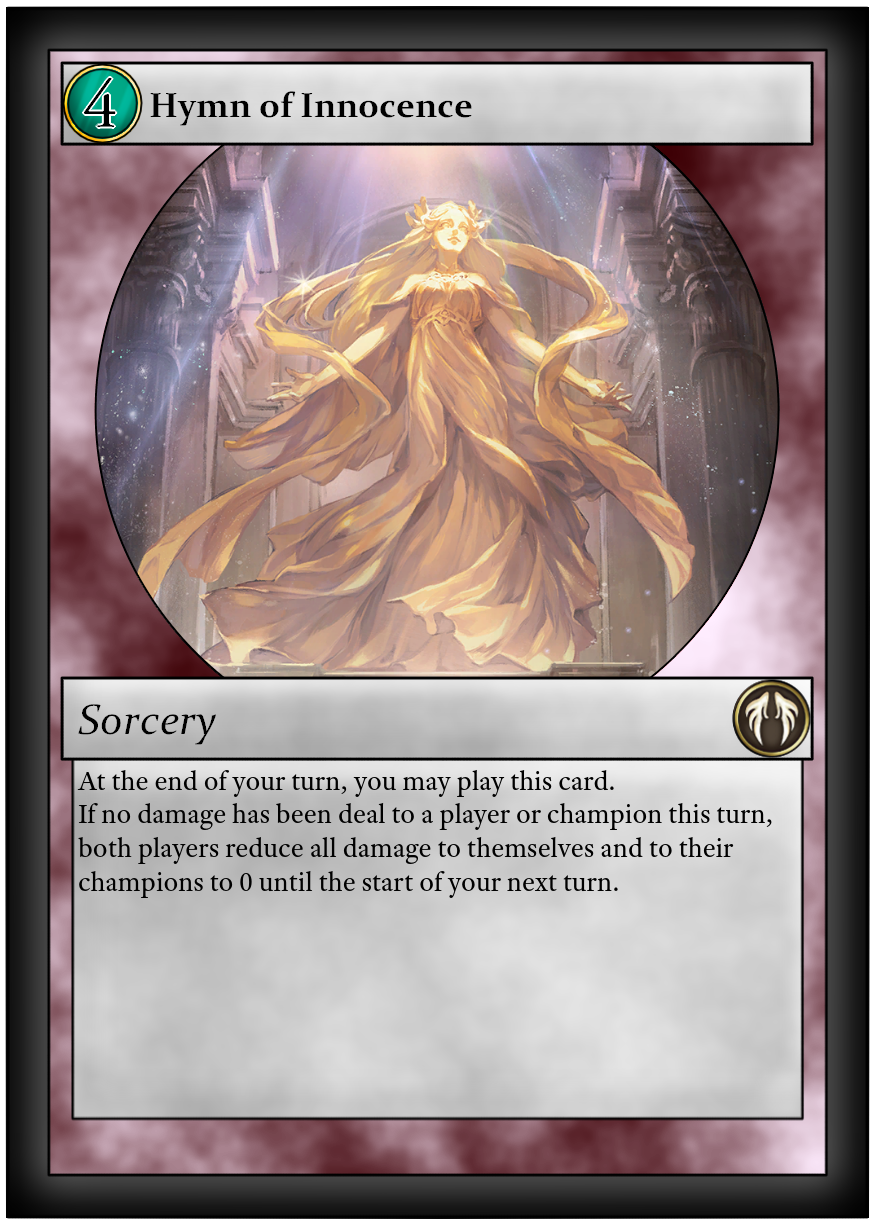 4 Hymn of Innocence
Sorcery
At the end of your turn, you may play this card.
If no damage has been deal to a player or champion this turn,
both players reduce all damage to themselves and to their
champions to 0 until the start of your next turn.